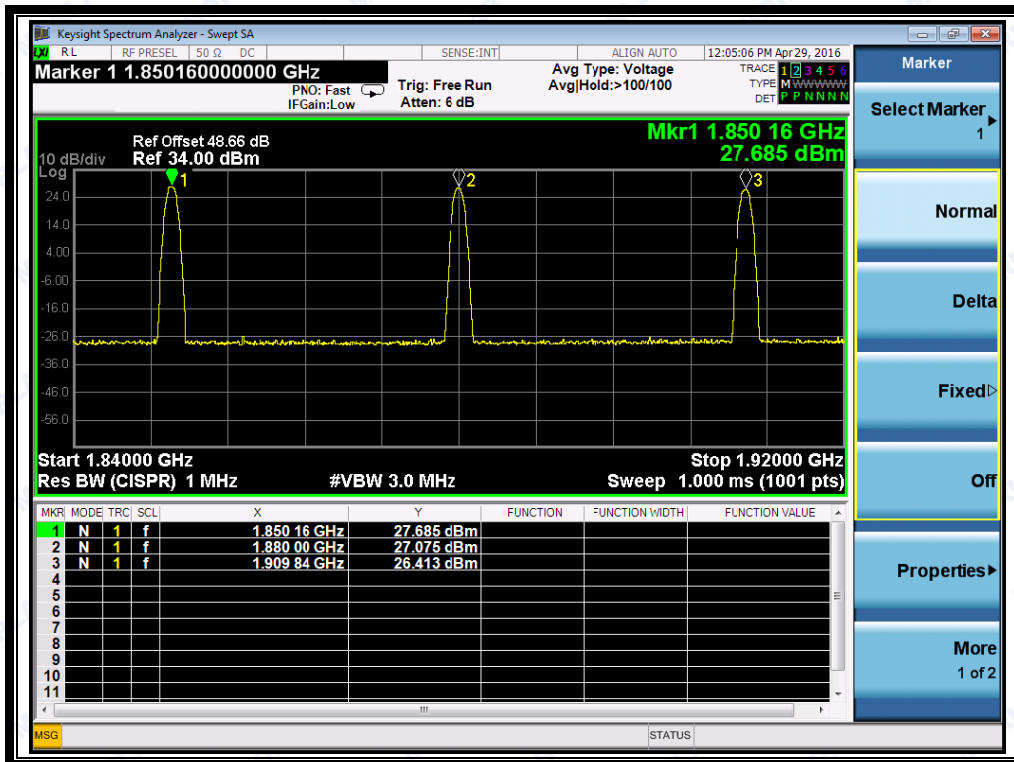 Keysight Spectrum Analyzer - Swept SA
LXI RL RF PRESEL 50 Ω DC SENSE:INT ALIGN AUTO 12:05:06 PM Apr 29, 2016
Marker 1 1.850160000000 GHz
PNO: Fast
IFGain:Low
Trig: Free Run
Atten: 6 dB
Avg Type: Voltage
Avg|Hold:>100/100
TRACE 1 2 3 4 5 6
TYPE M W W W W W
DET P P N N N N
Mkr1 1.850 16 GHz
27.685 dBm
Ref Offset 48.66 dB
10 dB/div Ref 34.00 dBm
Log
1
2
3
24.0
14.0
4.00
-6.00
-16.0
-26.0
-36.0
-46.0
-56.0
Start 1.84000 GHz Stop 1.92000 GHz
Res BW (CISPR) 1 MHz #VBW 3.0 MHz Sweep 1.000 ms (1001 pts)
MKR MODE TRC SCL X Y FUNCTION FUNCTION WIDTH FUNCTION VALUE
1 N 1 f 1.850 16 GHz 27.685 dBm
2 N 1 f 1.880 00 GHz 27.075 dBm
3 N 1 f 1.909 84 GHz 26.413 dBm
4
5
6
7
8
9
10
11
MSG STATUS
Marker
Select Marker
1
Normal
Delta
Fixed
Off
Properties
More
1 of 2